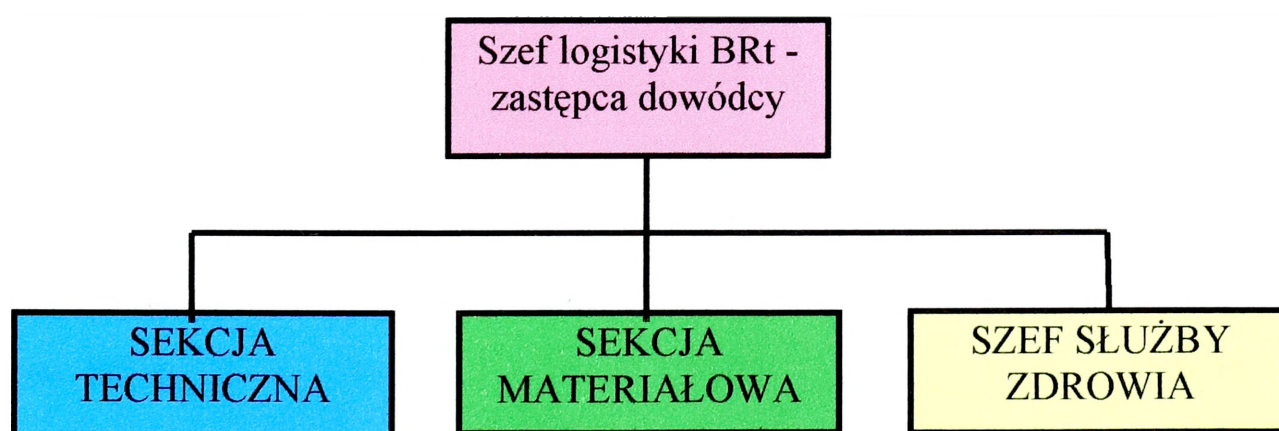 Szef logistyki BRt -
zastępca dowódcy
SEKCJA
TECHNICZNA
SEKCJA
MATERIAŁOWA
SZEF SŁUŻBY
ZDROWIA